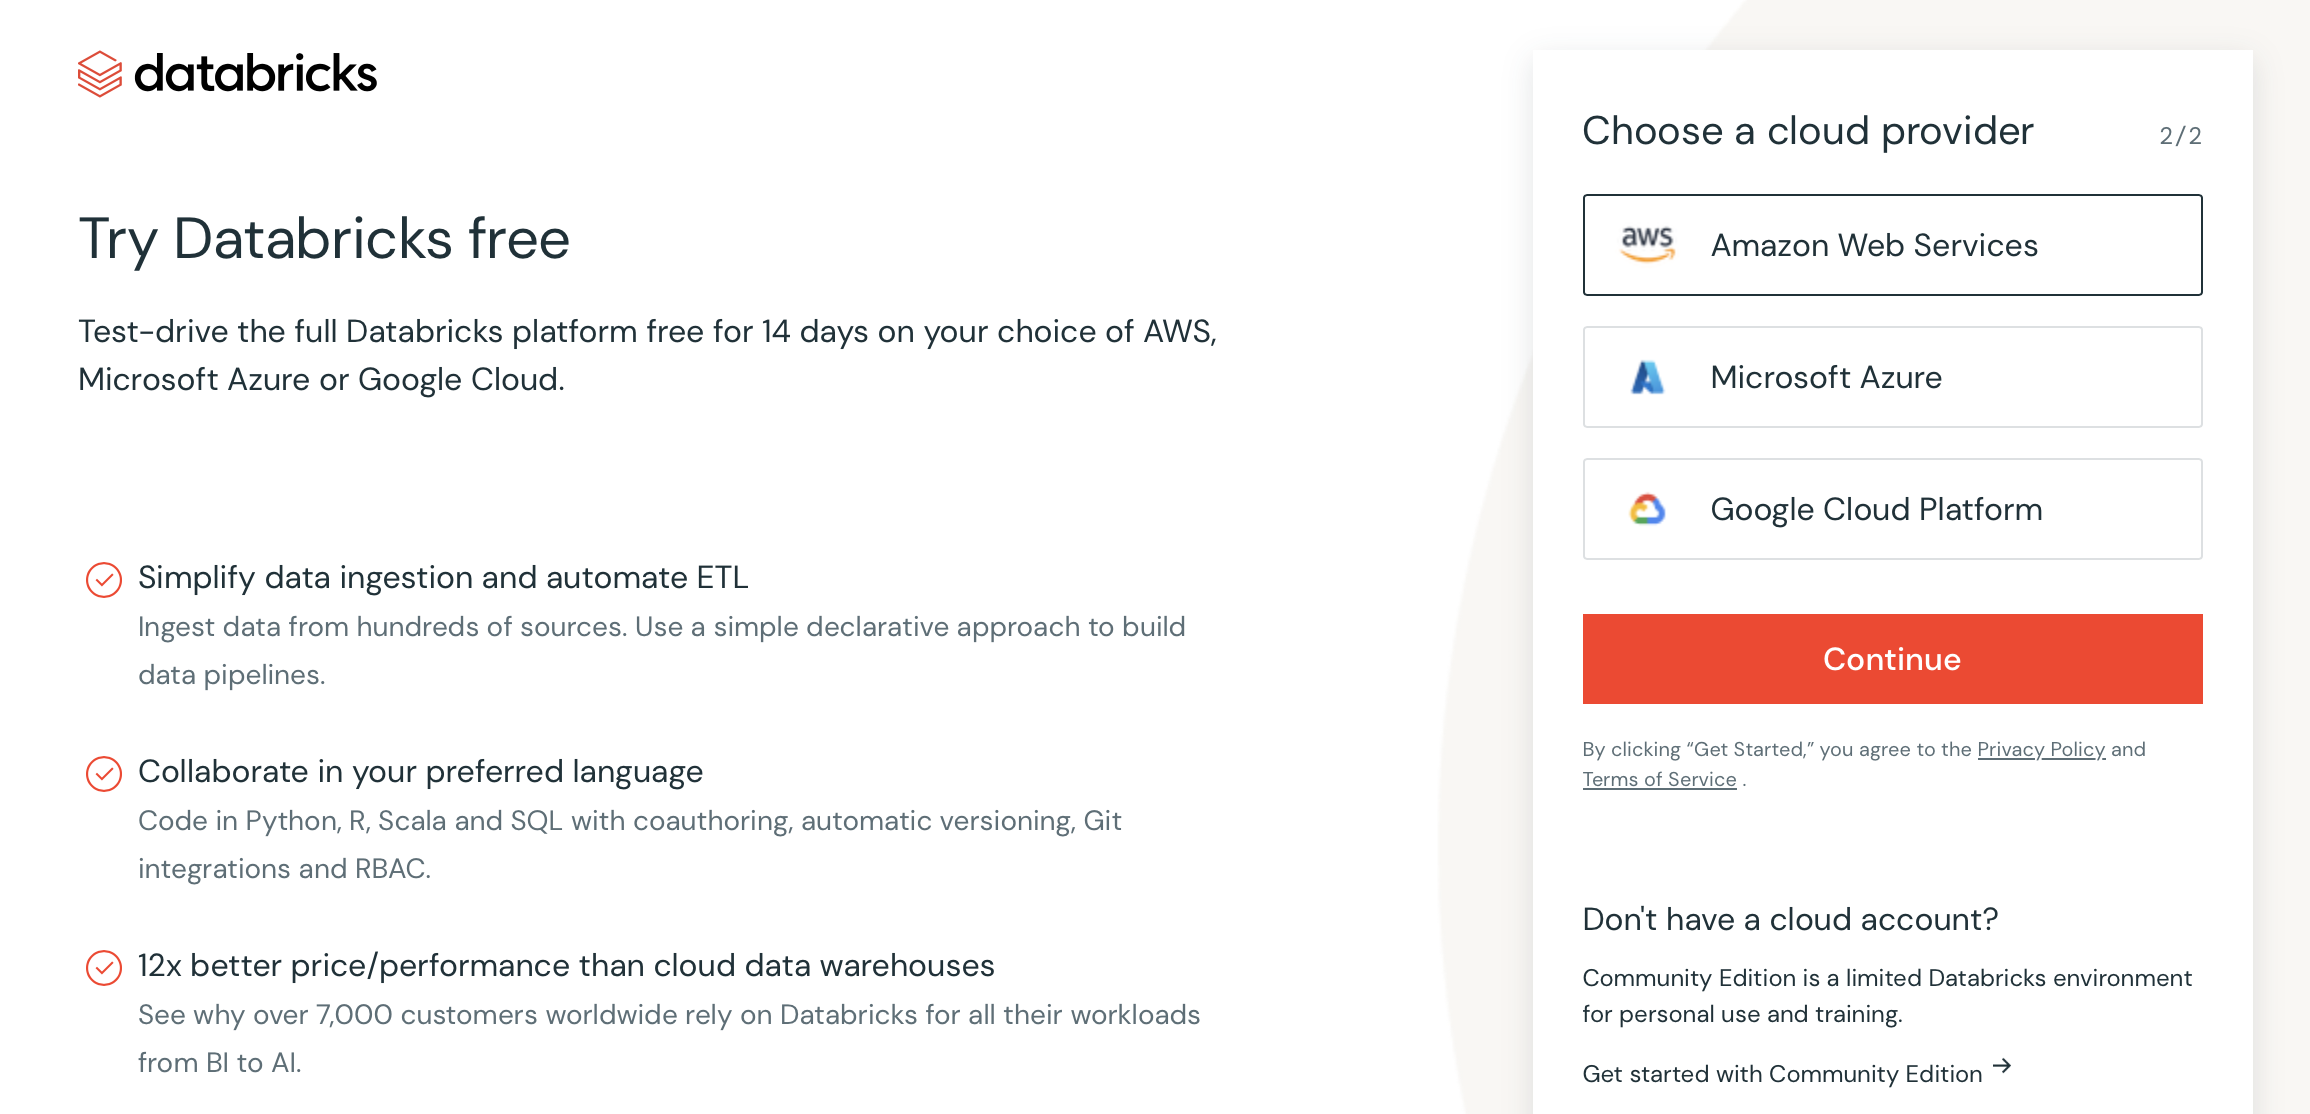 databricks
Try Databricks free
Test-drive the full Databricks platform free for 14 days on your choice of AWS,
Microsoft Azure or Google Cloud.
Simplify data ingestion and automate ETL
Ingest data from hundreds of sources. Use a simple declarative approach to build
data pipelines.
Collaborate in your preferred language
Code in Python, R, Scala and SQL with coauthoring, automatic versioning, Git
integrations and RBAC.
12x better price/performance than cloud data warehouses
See why over 7,000 customers worldwide rely on Databricks for all their workloads
from BI to AI.
Choose a cloud provider 2/2
aws Amazon Web Services
Microsoft Azure
Google Cloud Platform
Continue
By clicking “Get Started,” you agree to the Privacy Policy and
Terms of Service .
Don't have a cloud account?
Community Edition is a limited Databricks environment
for personal use and training.
Get started with Community Edition →